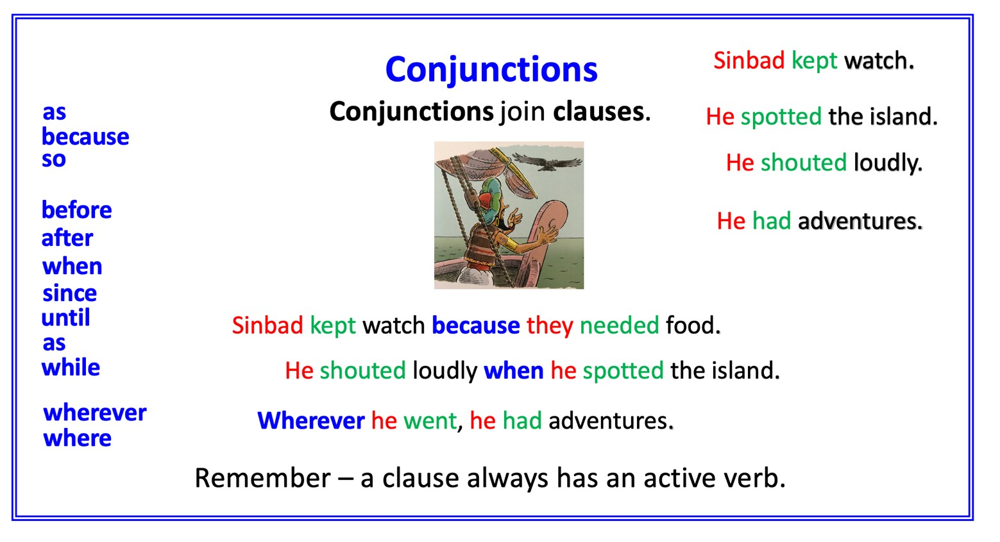 Conjunctions
Conjunctions join clauses.
as
because
so
before
after
when
since
until
as
while
wherever
where
Sinbad kept watch.
He spotted the island.
He shouted loudly.
He had adventures.
Sinbad kept watch because they needed food.
He shouted loudly when he spotted the island.
Wherever he went, he had adventures.
Remember – a clause always has an active verb.